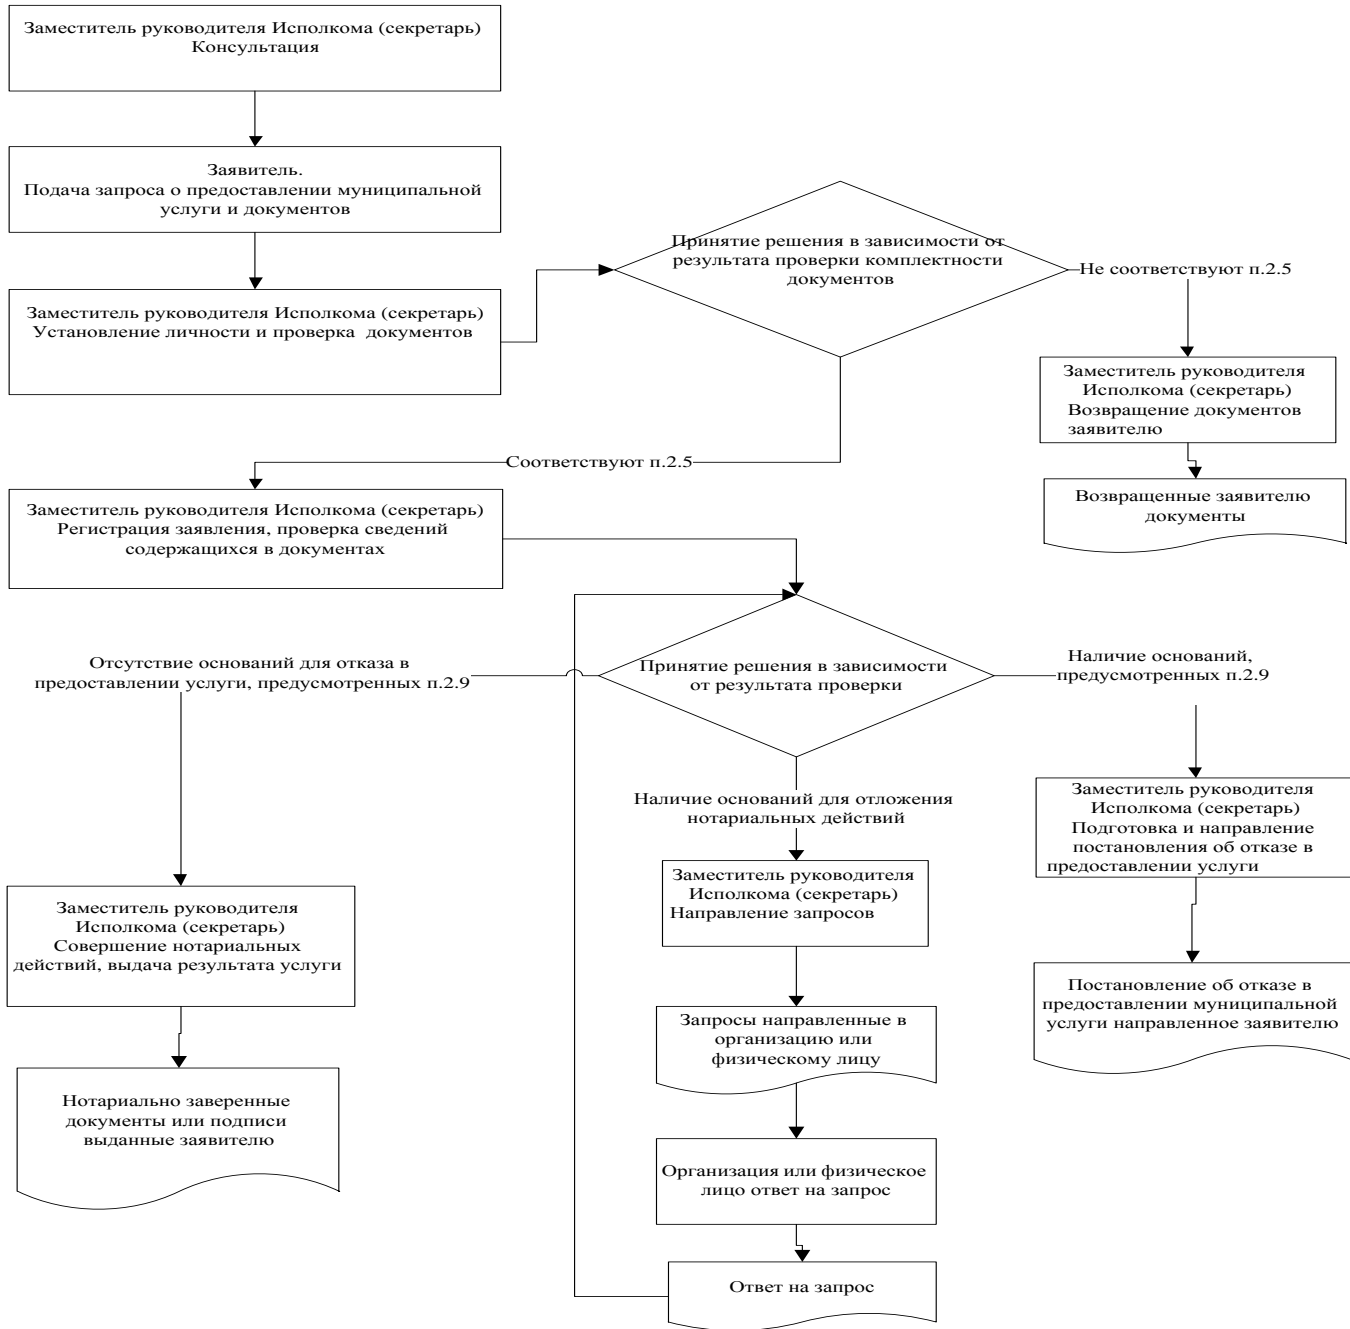 Заместитель руководителя Исполкома (секретарь)
Консультация
Заявитель.
Подача запроса о предоставлении муниципальной
услуги и документов
Заместитель руководителя Исполкома (секретарь)
Установление личности и проверка документов
Принятие решения в зависимости от
результата проверки комплектности
документов
Не соответствуют п.2.5
Заместитель руководителя
Исполкома (секретарь)
Возвращение документов
заявителю
Возвращенные заявителю
документы
Соответствуют п.2.5
Заместитель руководителя Исполкома (секретарь)
Регистрация заявления, проверка сведений
содержащихся в документах
Принятие решения в зависимости
от результата проверки
Отсутствие оснований для отказа в
предоставлении услуги, предусмотренных п.2.9
Наличие оснований,
предусмотренных п.2.9
Наличие оснований для отложения
нотариальных действий
Заместитель руководителя
Исполкома (секретарь)
Подготовка и направление
постановления об отказе в
предоставлении услуги
Заместитель руководителя
Исполкома (секретарь)
Направление запросов
Заместитель руководителя
Исполкома (секретарь)
Совершение нотариальных
действий, выдача результата услуги
Постановление об отказе в
предоставлении муниципальной
услуги направленное заявителю
Запросы направленные в
организацию или
физическому лицу
Нотариально заверенные
документы или подписи
выданные заявителю
Организация или физическое
лицо ответ на запрос
Ответ на запрос